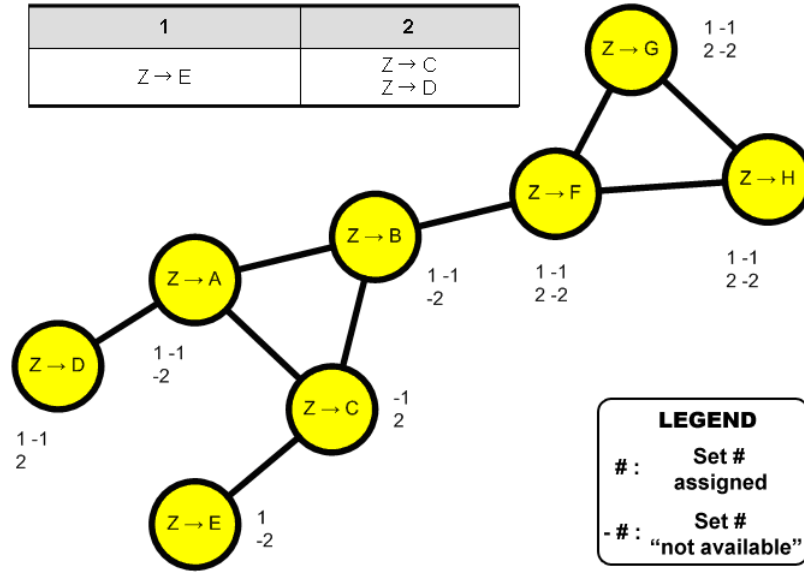 1 2
Z → E
Z → C
Z → D
Z → G
1 -1
2 -2
Z → H
1 -1
2 -2
Z → F
1 -1
2 -2
Z → B
1 -1
-2
Z → A
1 -1
-2
Z → D
1 -1
2
Z → C
-1
2
Z → E
1
-2
LEGEND
# : Set #
assigned
- # : Set #
"not available"